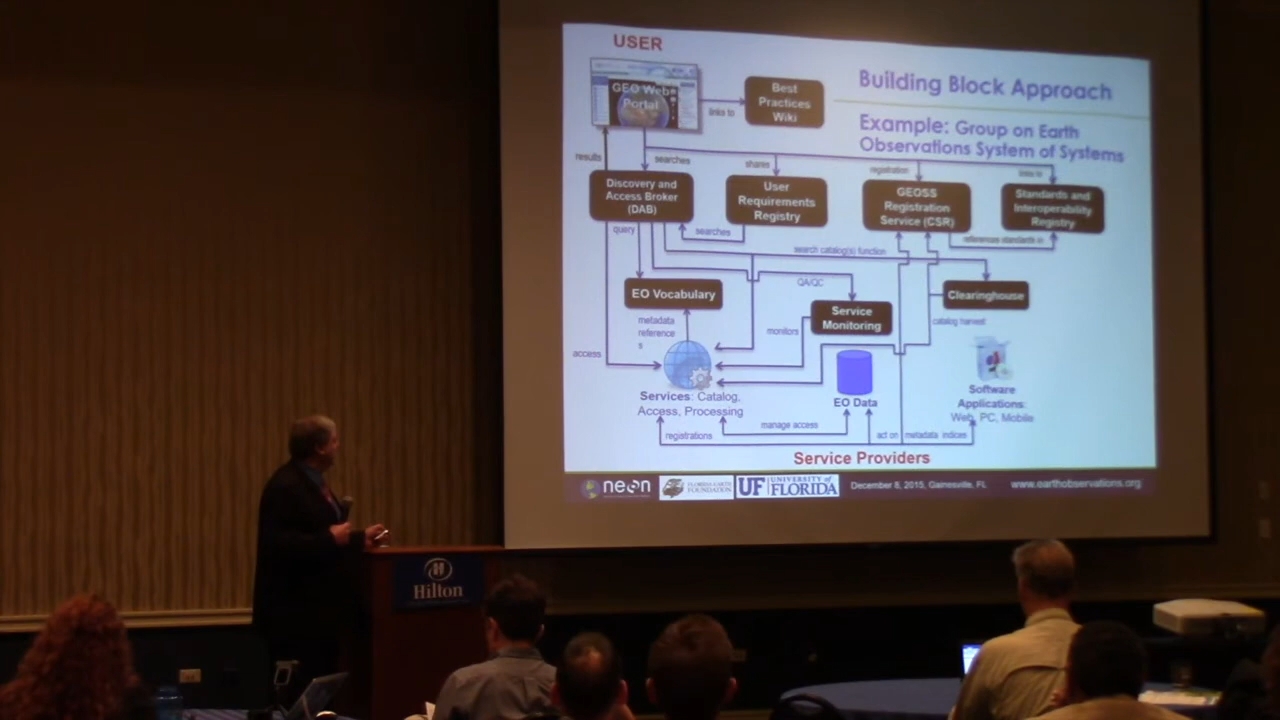 USER
GEO Web
Portal
links to
Best
Practices
Wiki
Building Block Approach
Example: Group on Earth
Observations System of Systems
results
searches
shares
registration
links to
Discovery and
Access Broker
(DAB)
User
Requirements
Registry
GEOSS
Registration
Service (CSR)
Standards and
Interoperability
Registry
query
searches
search catalog(s) function
references standards in
QA/QC
EO Vocabulary
Clearinghouse
Service
Monitoring
metadata
reference
s
monitors
catalog harvest
access
Services: Catalog,
Access, Processing
EO Data
Software
Applications:
Web, PC, Mobile
manage access
registrations
act on
metadata indices
Service Providers
neon
FLORIDA EARTH
FOUNDATION
UF
UNIVERSITY of
FLORIDA
December 8, 2015, Gainesville, FL
www.earthobservations.org
Hilton